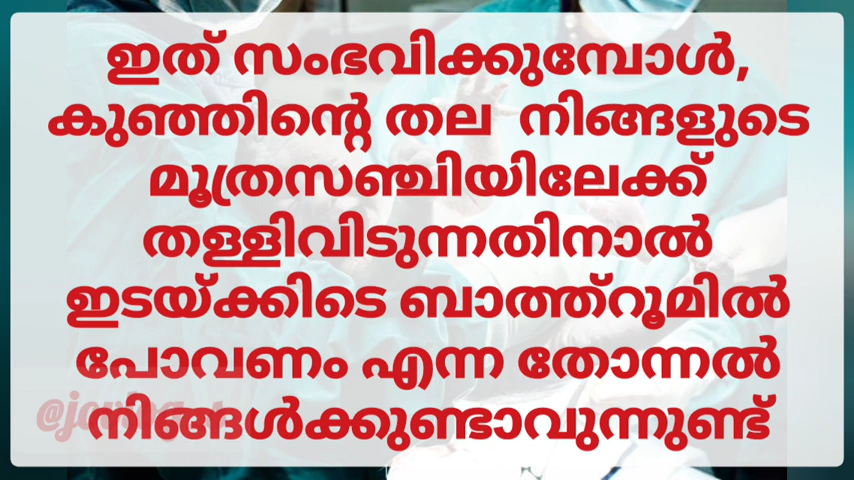 ഇത് സംഭവിക്കുമ്പോൾ,
കുഞ്ഞിന്റെ തല നിങ്ങളുടെ
മൂത്രസഞ്ചിയിലേക്ക്
തള്ളിവിടുന്നതിനാൽ
ഇടയ്ക്കിടെ ബാത്ത്റൂമിൽ
പോവണം എന്ന തോന്നൽ
നിങ്ങൾക്കുണ്ടാവുന്നുണ്ട്